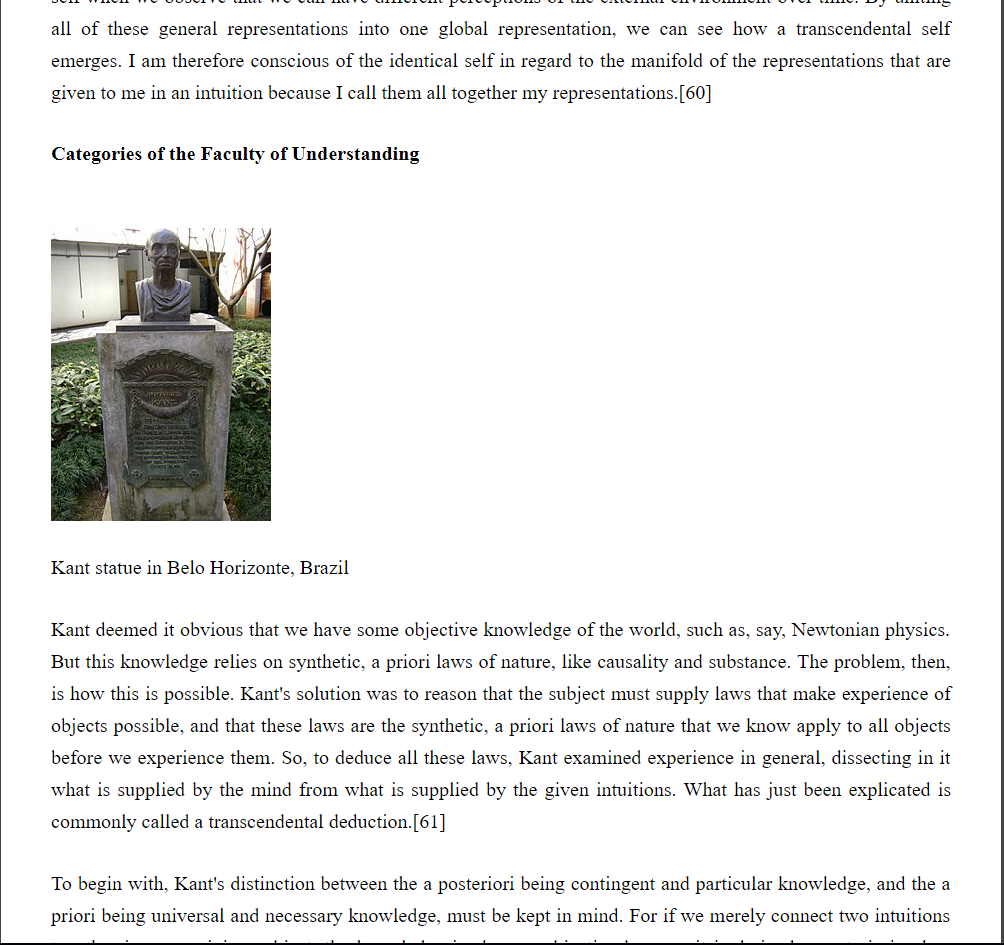 all of these general representations into one global representation, we can see how a transcendental self
emerges. I am therefore conscious of the identical self in regard to the manifold of the representations that are
given to me in an intuition because I call them all together my representations.[60]
Categories of the Faculty of Understanding
KANT
Kant statue in Belo Horizonte, Brazil
Kant deemed it obvious that we have some objective knowledge of the world, such as, say, Newtonian physics.
But this knowledge relies on synthetic, a priori laws of nature, like causality and substance. The problem, then,
is how this is possible. Kant's solution was to reason that the subject must supply laws that make experience of
objects possible, and that these laws are the synthetic, a priori laws of nature that we know apply to all objects
before we experience them. So, to deduce all these laws, Kant examined experience in general, dissecting in it
what is supplied by the mind from what is supplied by the given intuitions. What has just been explicated is
commonly called a transcendental deduction.[61]
To begin with, Kant's distinction between the a posteriori being contingent and particular knowledge, and the a
priori being universal and necessary knowledge, must be kept in mind. For if we merely connect two intuitions